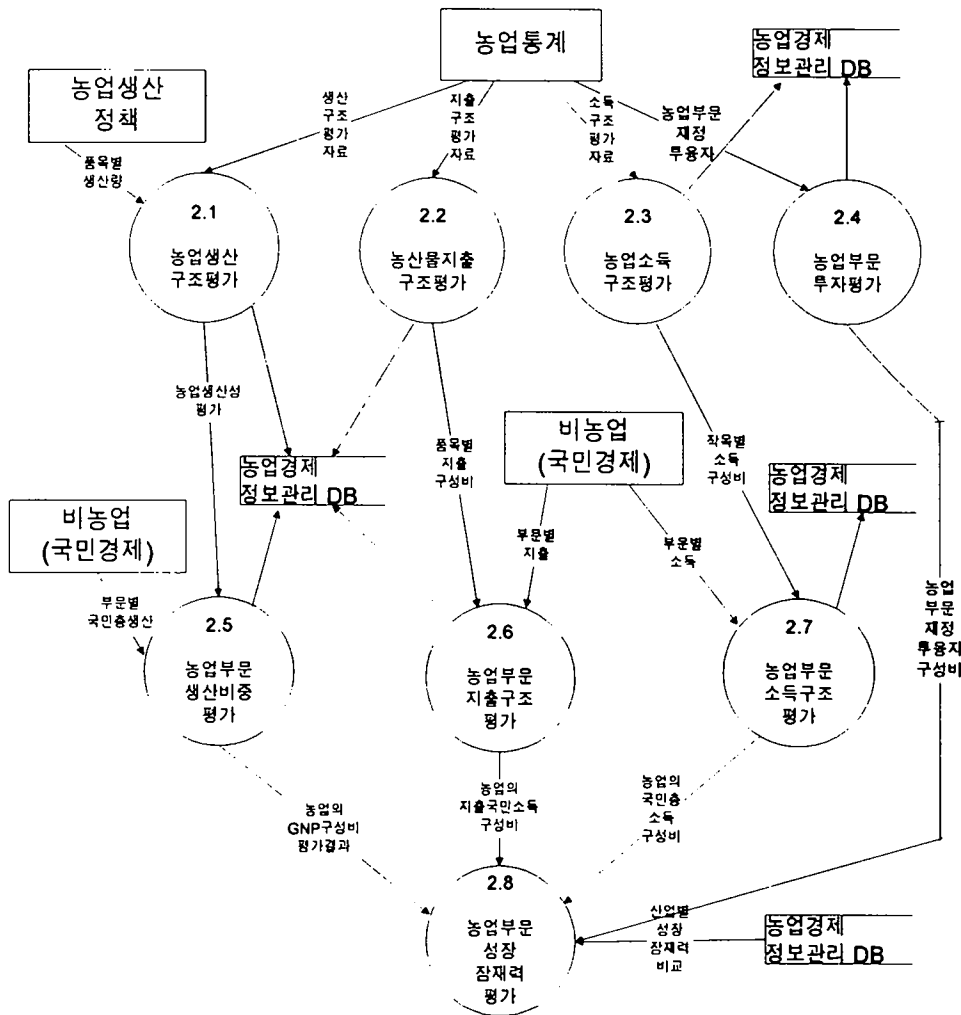 농업통계
농업경제
정보관리 DB
농업생산
정책
생산
구조
평가
자료
지출
구조
평가
자료
소득
구조
평가
자료
농업부문
재정
투융자
품목별
생산량
2.1
농업생산
구조평가
2.2
농산물지출
구조평가
2.3
농업소득
구조평가
2.4
농업부문
투자평가
농업생산성
평가
품목별
지출
구성비
비농업
(국민경제)
작목별
소득
구성비
농업경제
정보관리 DB
농업경제
정보관리 DB
비농업
(국민경제)
부문별
지출
부문별
소득
농업
부문
재정
투융자
구성비
부문별
국민총생산
2.5
농업부문
생산비중
평가
2.6
농업부문
지출구조
평가
2.7
농업부문
소득구조
평가
농업의
GNP구성비
평가결과
농업의
지출국민소득
구성비
농업의
국민총
소득
구성비
2.8
농업부문
성장
잠재력
평가
산업별
성장
잠재력
비교
농업경제
정보관리 DB